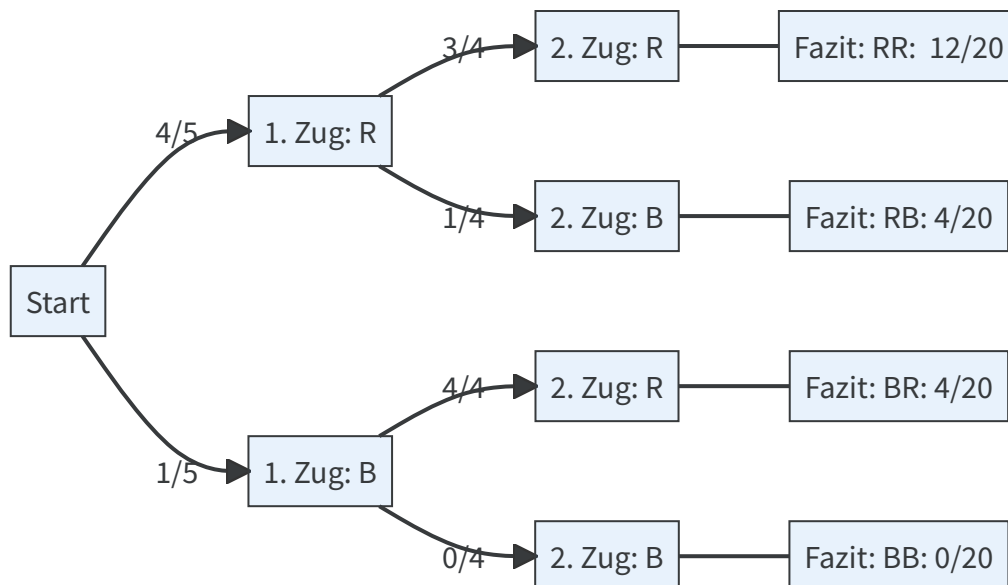 3/4
2. Zug: R
Fazit: RR: 12/20
4/5
1. Zug: R
1/4
2. Zug: B
Fazit: RB: 4/20
Start
4/4
2. Zug: R
Fazit: BR: 4/20
1/5
1. Zug: B
0/4
2. Zug: B
Fazit: BB: 0/20